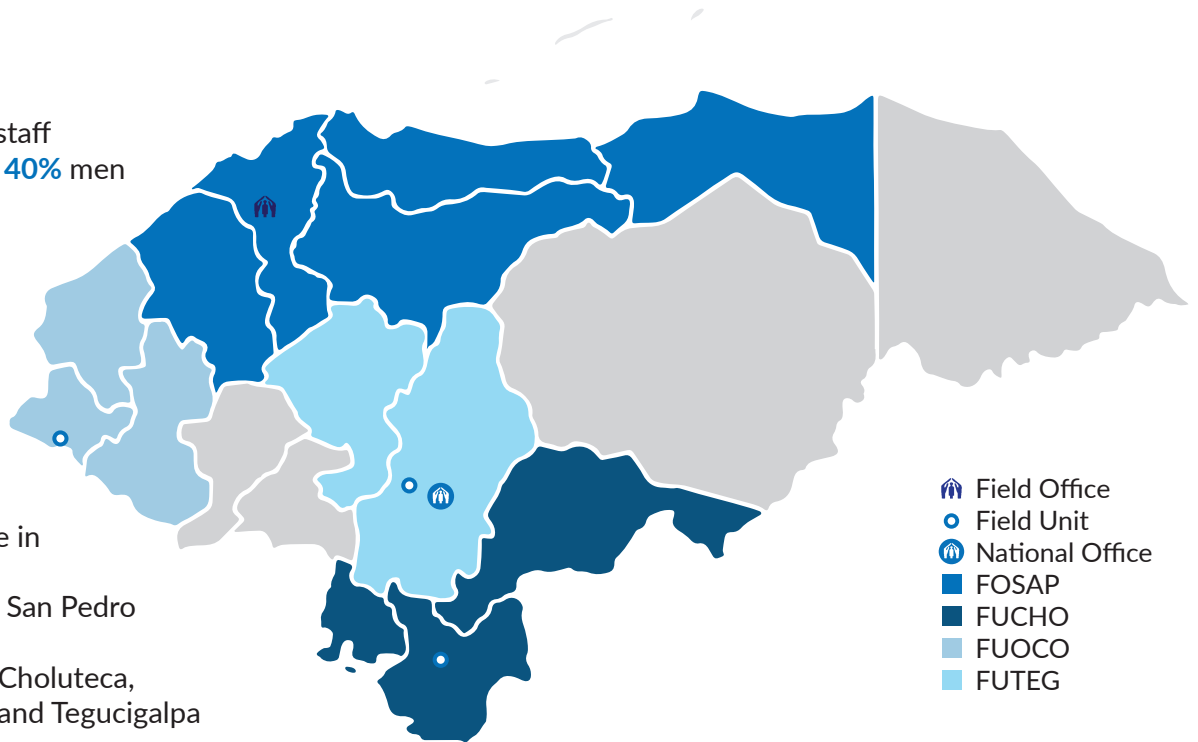 staff
40% men
e in
San Pedro
Choluteca,
and Tegucigalpa
Field Office
Field Unit
National Office
FOSAP
FUCHO
FUOCO
FUTEG